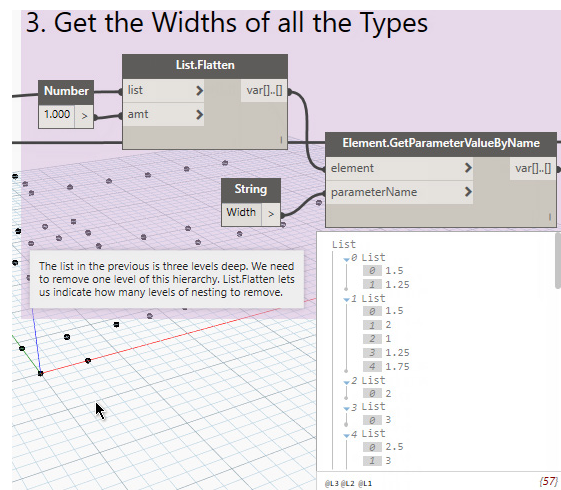 3. Get the Widths of all the Types
List.Flatten
Number
list > var[]..[]
1.000 >
amt >
l
Element.GetParameterValueByName
element > var[]..[]
String
parameterName >
Width >
l
The list in the previous is three levels deep. We need
to remove one level of this hierarchy. List.Flatten lets
us indicate how many levels of nesting to remove.
List
0 List
0 1.5
1 1.25
1 List
0 1.5
1 2
2 1
3 1.25
4 1.75
2 List
0 2
3 List
0 3
4 List
0 2.5
1 3
@L3 @L2 @L1 {57}